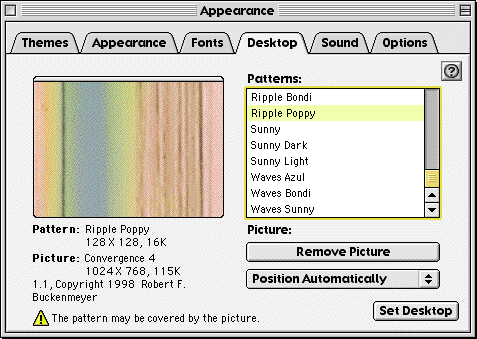 Appearance
Themes
Appearance
Fonts
Desktop
Sound
Options
?
Patterns:
Ripple Bondi
Ripple Poppy
Sunny
Sunny Dark
Sunny Light
Waves Azul
Waves Bondi
Waves Sunny
Pattern: Ripple Poppy
128 X 128, 16K
Picture: Convergence 4
1024 X 768, 115K
1.1, Copyright 1998 Robert F.
Buckenmeyer
The pattern may be covered by the picture.
Picture:
Remove Picture
Position Automatically
Set Desktop